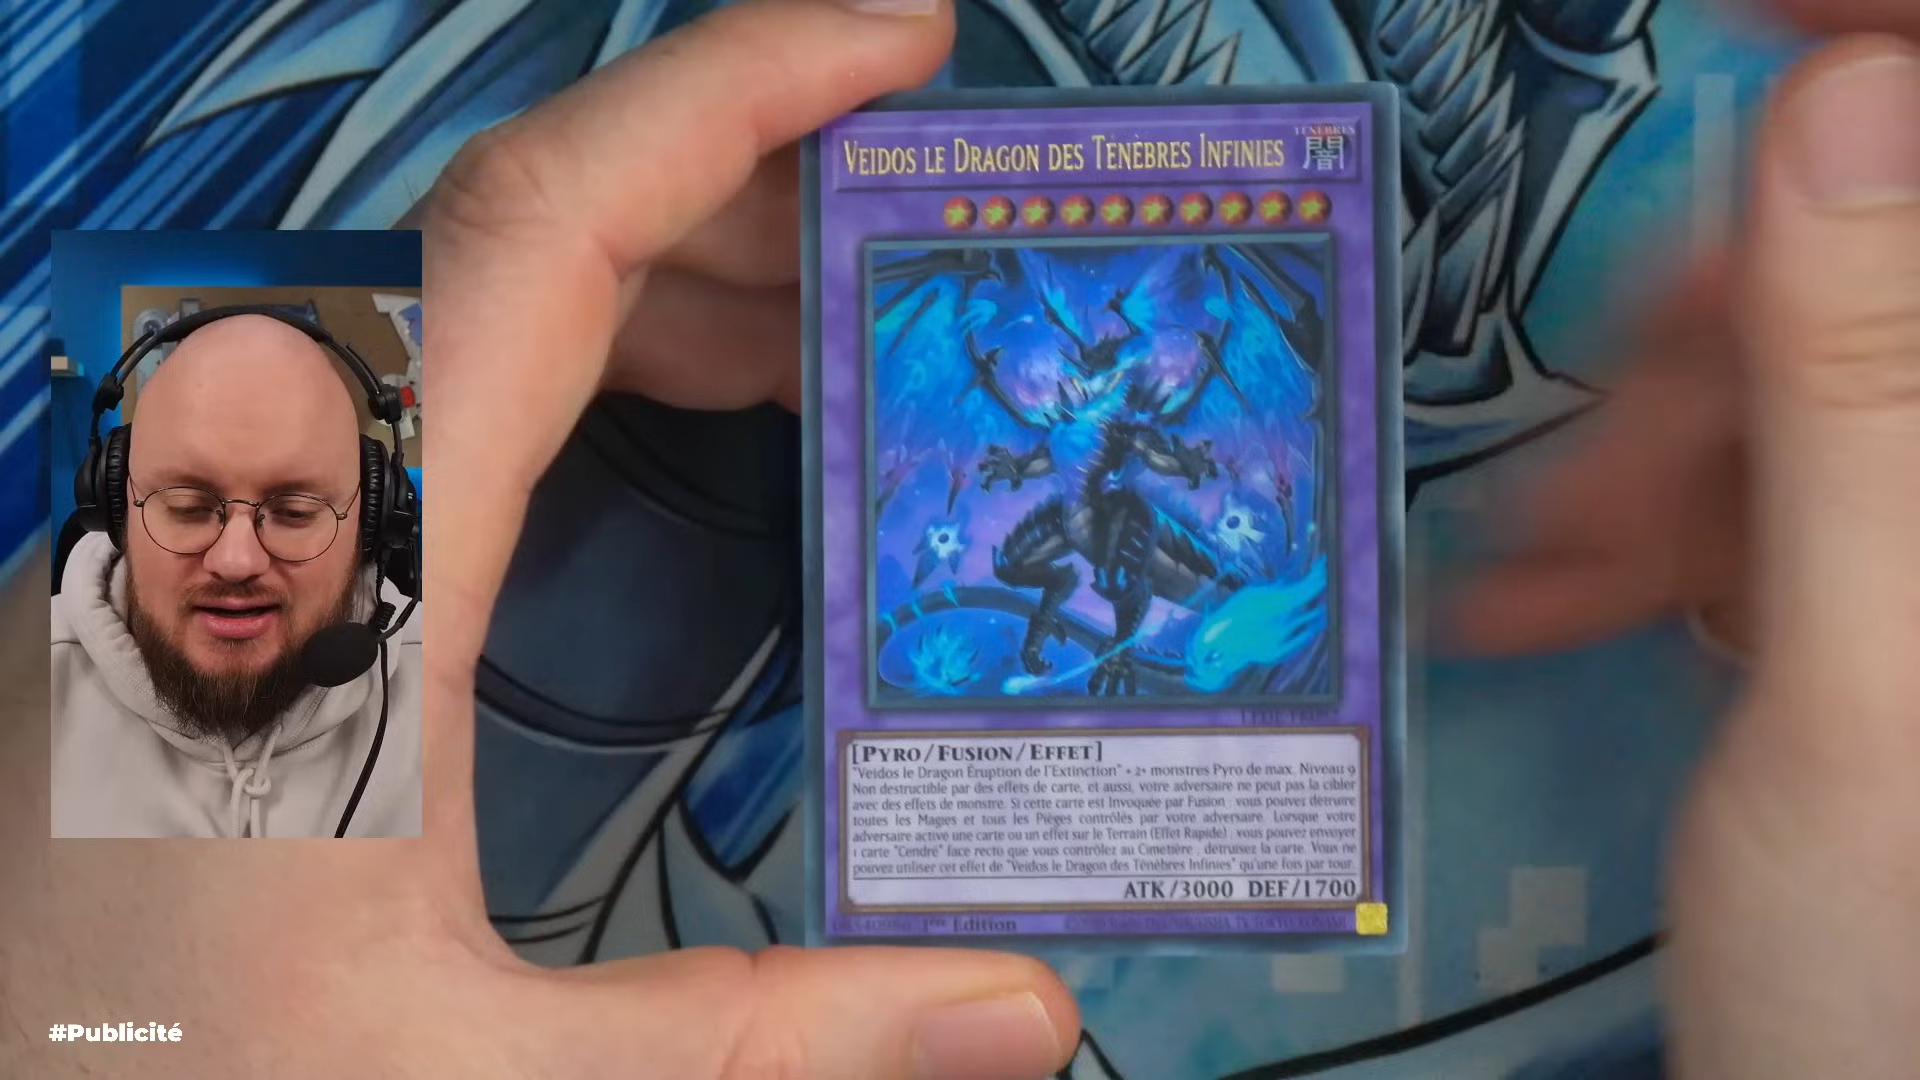 VEIDOS LE DRAGON DES TÉNÈBRES INFINIES
TÉNÈBRES
闇
[PYRO/FUSION/EFFET]
"Veidos le Dragon Éruption de l'Extinction" + 2+ monstres Pyro de max. Niveau 9
Non destructible par des effets de carte, et aussi, votre adversaire ne peut pas la cibler
avec des effets de monstre. Si cette carte est Invoquée par Fusion : vous pouvez détruire
toutes les Magies et tous les Pièges contrôlés par votre adversaire. Lorsque votre
adversaire active une carte ou un effet sur le Terrain (Effet Rapide) : vous pouvez envoyer
1 carte "Cendré" face recto que vous contrôlez au Cimetière ; détruisez la carte. Vous ne
pouvez utiliser cet effet de "Veidos le Dragon des Ténèbres Infinies" qu'une fois par tour.
ATK/3000 DEF/1700
1ère Edition
#Publicité